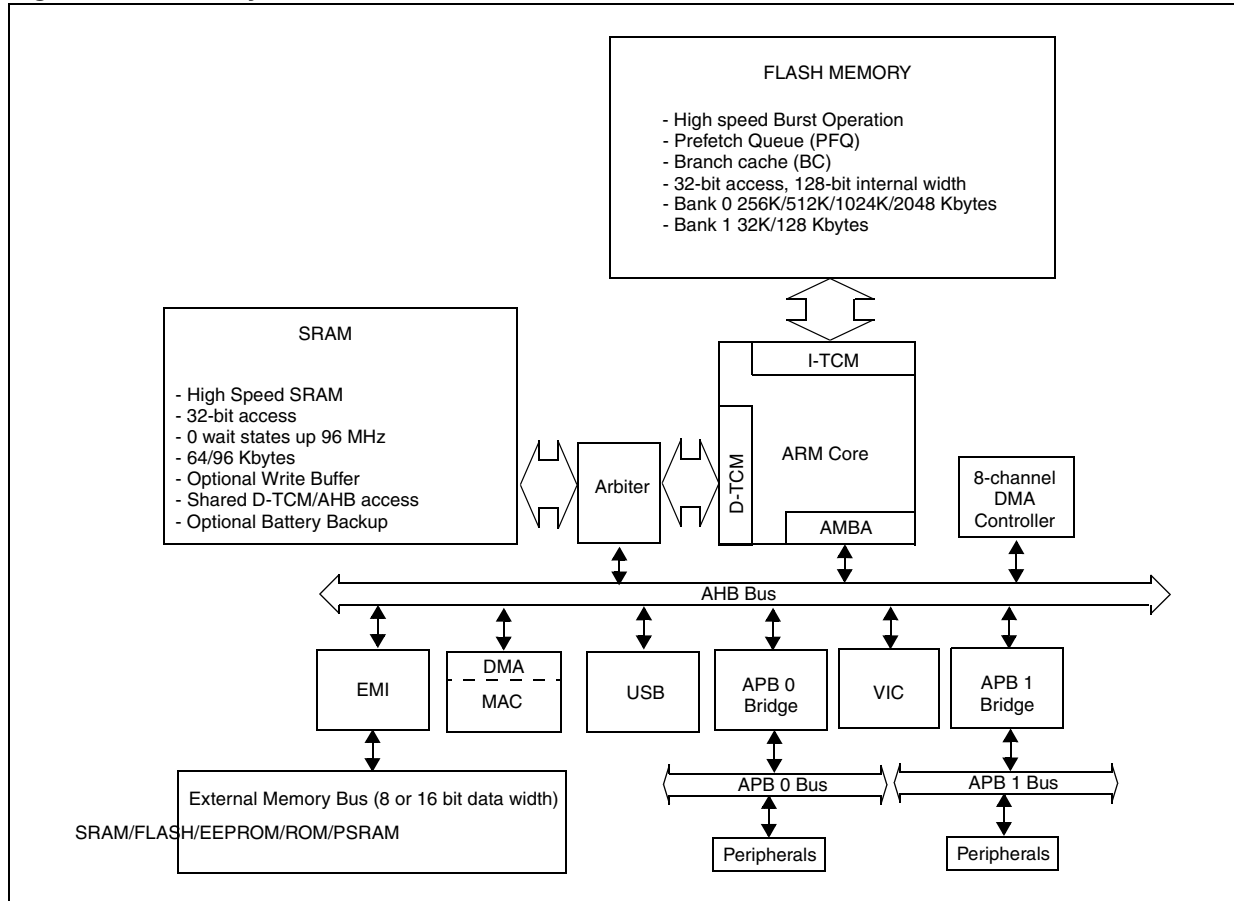 FLASH MEMORY
- High speed Burst Operation
- Prefetch Queue (PFQ)
- Branch cache (BC)
- 32-bit access, 128-bit internal width
- Bank 0 256K/512K/1024K/2048 Kbytes
- Bank 1 32K/128 Kbytes
SRAM
- High Speed SRAM
- 32-bit access
- 0 wait states up 96 MHz
- 64/96 Kbytes
- Optional Write Buffer
- Shared D-TCM/AHB access
- Optional Battery Backup
Arbiter
I-TCM
D-TCM
ARM Core
AMBA
8-channel
DMA
Controller
AHB Bus
EMI
DMA
MAC
USB
APB 0
Bridge
VIC
APB 1
Bridge
APB 0 Bus
APB 1 Bus
External Memory Bus (8 or 16 bit data width)
SRAM/FLASH/EEPROM/ROM/PSRAM
Peripherals
Peripherals